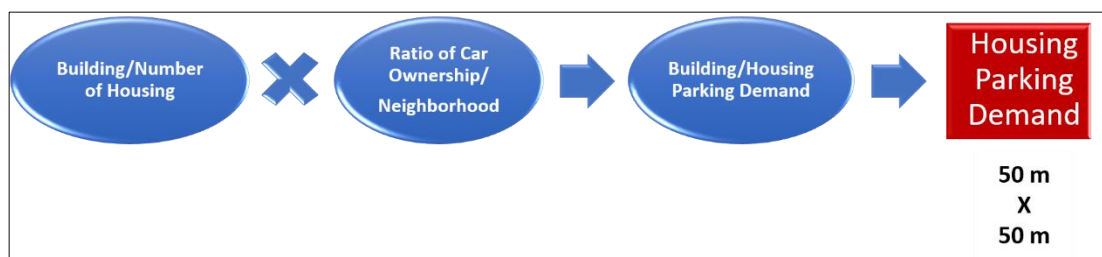 Building/Number
of Housing
Ratio of Car
Ownership/
Neighborhood
Building/Housing
Parking Demand
Housing
Parking
Demand
50 m
X
50 m